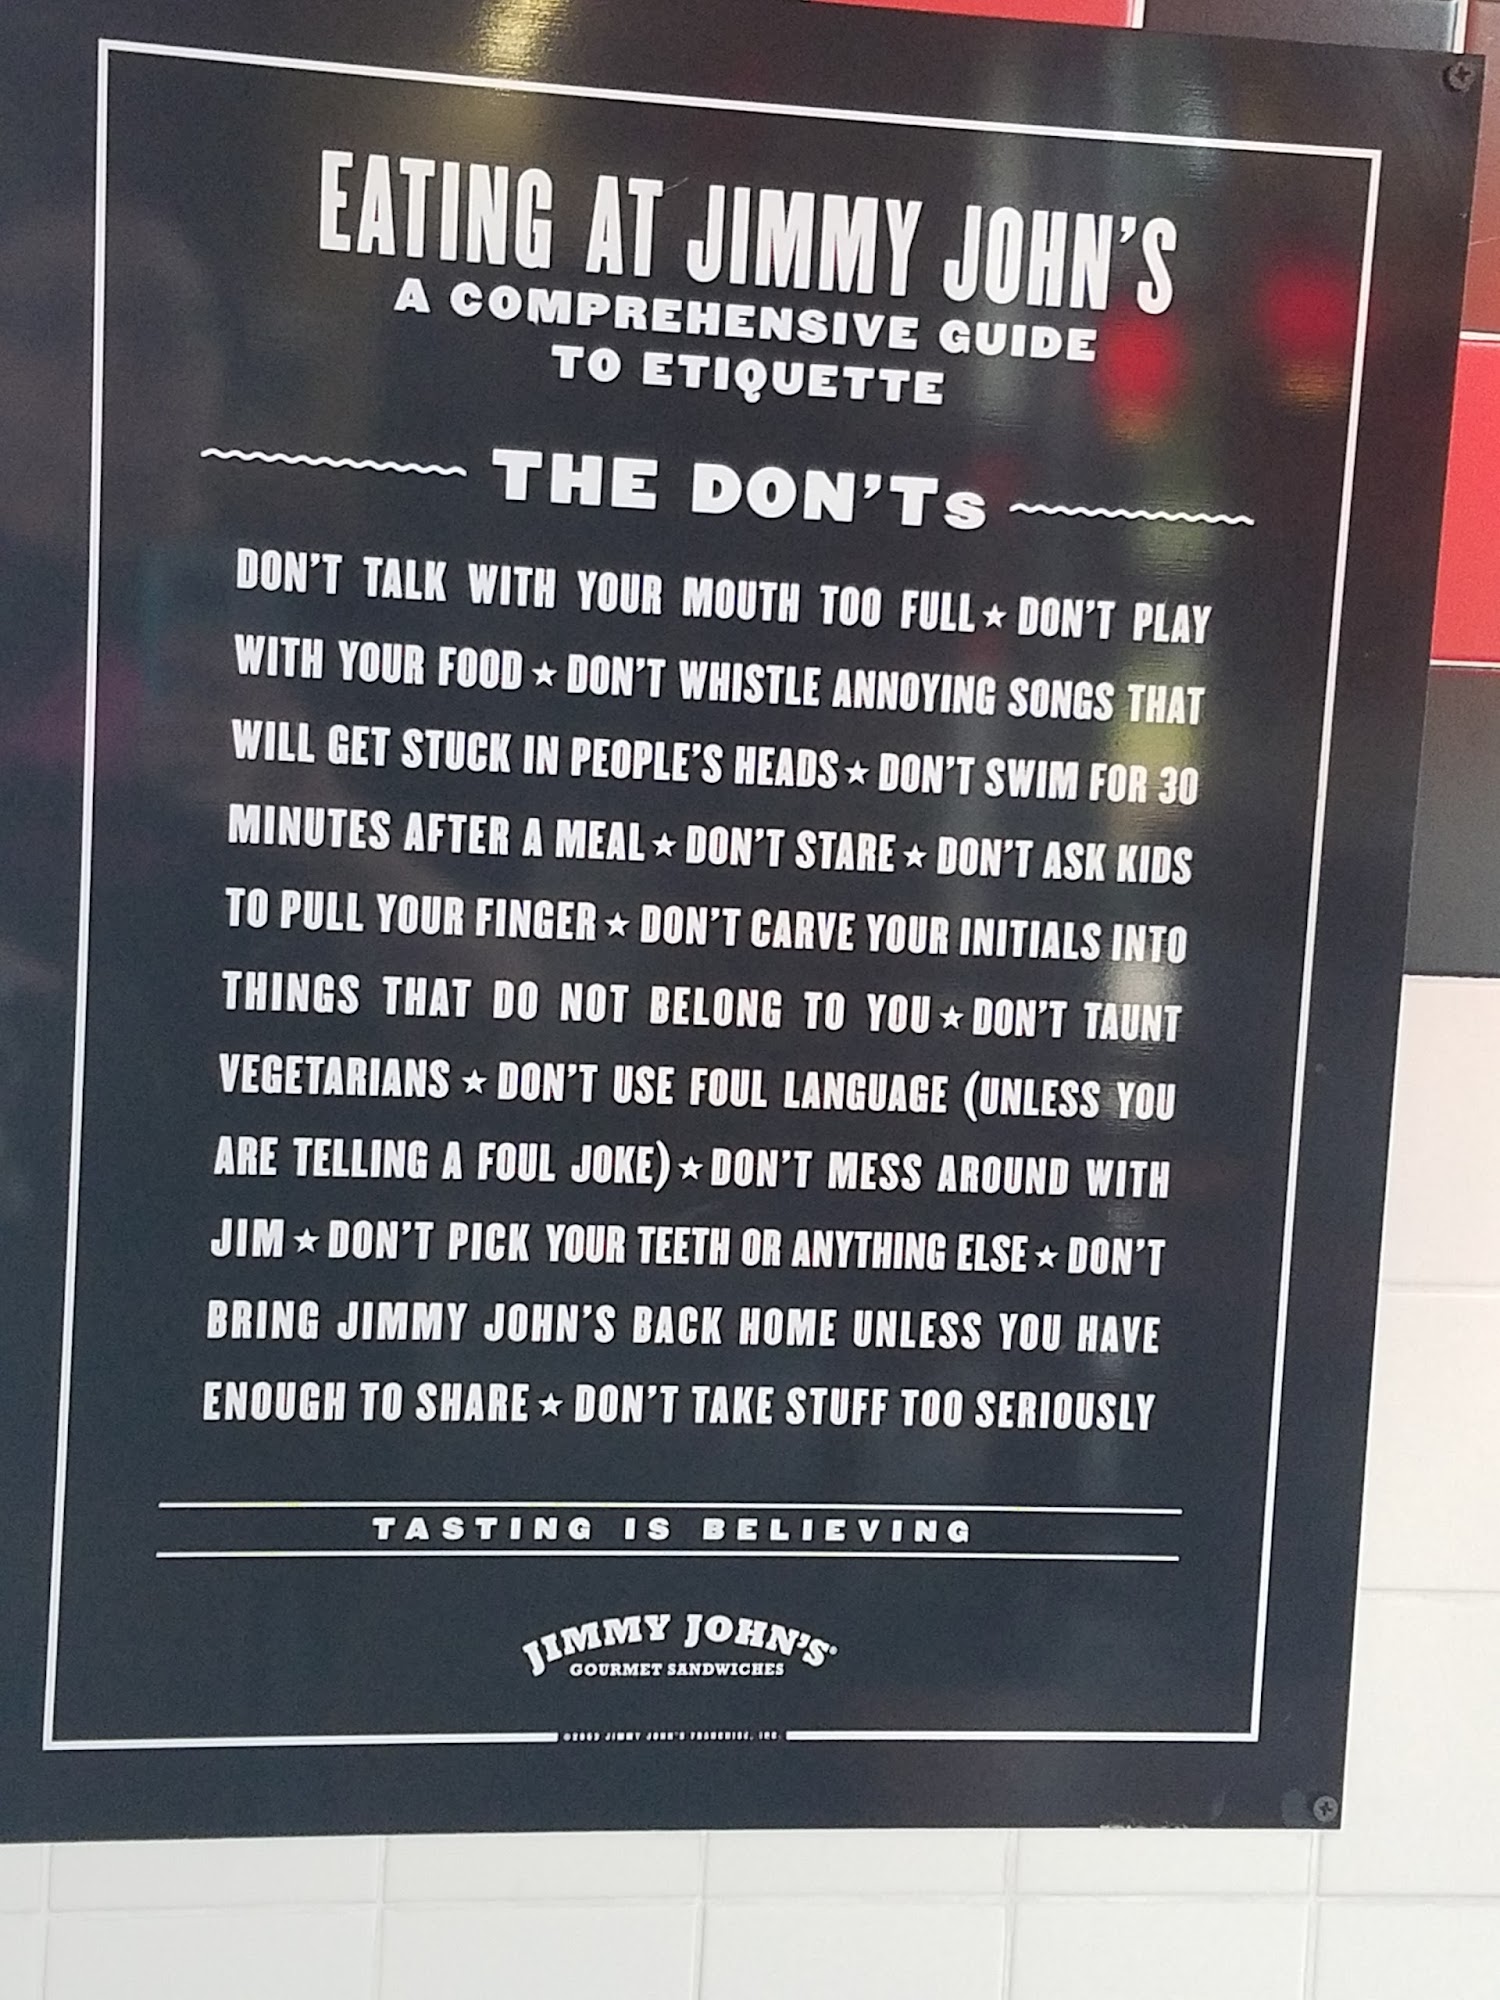 EATING AT JIMMY JOHN'S
A COMPREHENSIVE GUIDE
TO ETIQUETTE
THE DON'Ts
DON'T TALK WITH YOUR MOUTH TOO FULL ★ DON'T PLAY
WITH YOUR FOOD ★ DON'T WHISTLE ANNOYING SONGS THAT
WILL GET STUCK IN PEOPLE'S HEADS ★ DON'T SWIM FOR 30
MINUTES AFTER A MEAL ★ DON'T STARE ★ DON'T ASK KIDS
TO PULL YOUR FINGER ★ DON'T CARVE YOUR INITIALS INTO
THINGS THAT DO NOT BELONG TO YOU ★ DON'T TAUNT
VEGETARIANS ★ DON'T USE FOUL LANGUAGE (UNLESS YOU
ARE TELLING A FOUL JOKE) ★ DON'T MESS AROUND WITH
JIM ★ DON'T PICK YOUR TEETH OR ANYTHING ELSE ★ DON'T
BRING JIMMY JOHN'S BACK HOME UNLESS YOU HAVE
ENOUGH TO SHARE ★ DON'T TAKE STUFF TOO SERIOUSLY
TASTING IS BELIEVING
JIMMY JOHN'S®
GOURMET SANDWICHES
JIMMY JOHN'S FRANCHISE, INC.